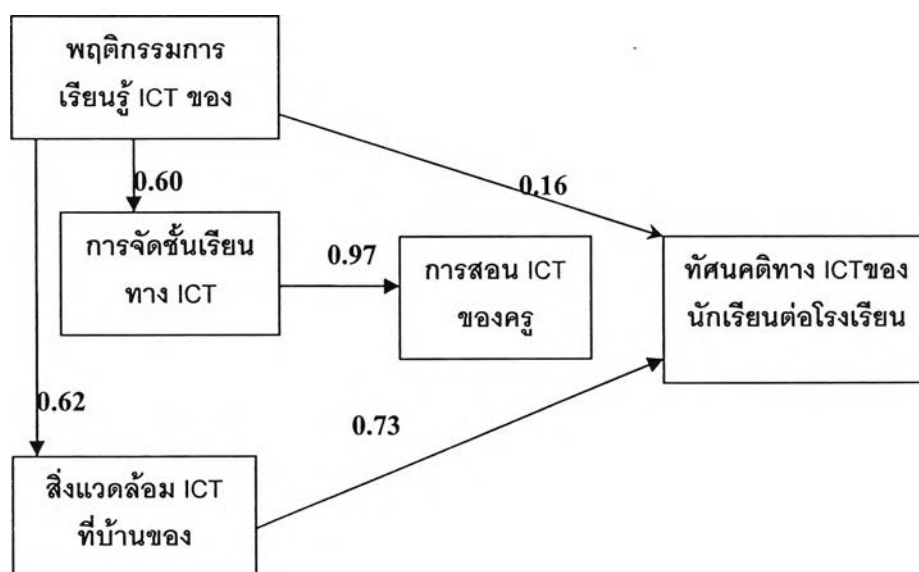 พฤติกรรมการ
เรียนรู้ ICT ของ
0.60
0.16
การจัดชั้นเรียน
ทาง ICT
0.97
การสอน ICT
ของครู
ทัศนคติทาง ICTของ
นักเรียนต่อโรงเรียน
0.62
0.73
สิ่งแวดล้อม ICT
ที่บ้านของ